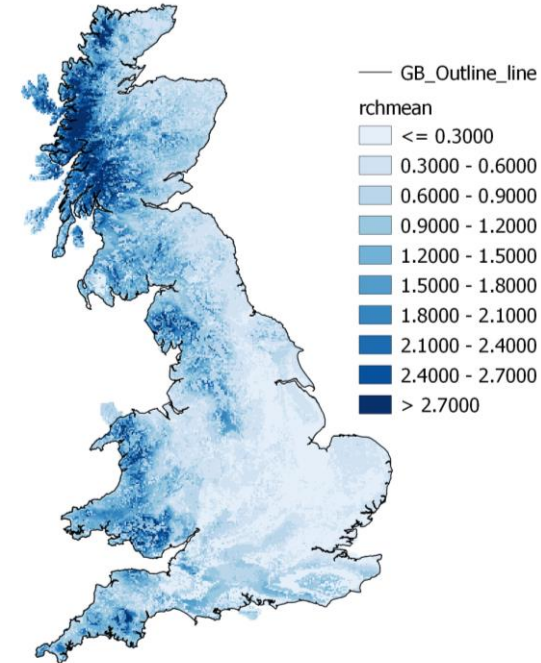 GB_Outline_line
rchmean
<= 0.3000
0.3000 - 0.6000
0.6000 - 0.9000
0.9000 - 1.2000
1.2000 - 1.5000
1.5000 - 1.8000
1.8000 - 2.1000
2.1000 - 2.4000
2.4000 - 2.7000
> 2.7000